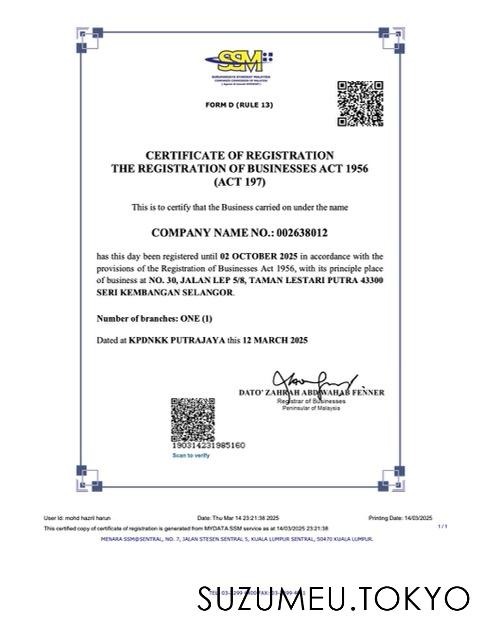 SSM
SURUHANJAYA SYARIKAT MALAYSIA
COMPANIES COMMISSION OF MALAYSIA
FORM D (RULE 13)
CERTIFICATE OF REGISTRATION
THE REGISTRATION OF BUSINESSES ACT 1956
(ACT 197)
This is to certify that the Business carried on under the name
COMPANY NAME NO.: 002638012
has this day been registered until 02 OCTOBER 2025 in accordance with the
provisions of the Registration of Businesses Act 1956, with its principle place
of business at NO. 30, JALAN LEP 5/8, TAMAN LESTARI PUTRA 43300
SERI KEMBANGAN SELANGOR.
Number of branches: ONE (1)
Dated at KPDNKK PUTRAJAYA this 12 MARCH 2025
DATO' ZAHRAH ABD WAHAB FENNER
Registrar of Businesses
Peninsular of Malaysia
190314231985160
Scan to verify
User Id: mohd hazril harun Date: Thu Mar 14 23:21:38 2025 Printing Date: 14/03/2025
This certified copy of certificate of registration is generated from MYDATA SSM service as at 14/03/2025 23:21:38 1 / 1
MENARA SSM@SENTRAL, NO. 7, JALAN STESEN SENTRAL 5, KUALA LUMPUR SENTRAL, 50470 KUALA LUMPUR.
SUZUMEU.TOKYO